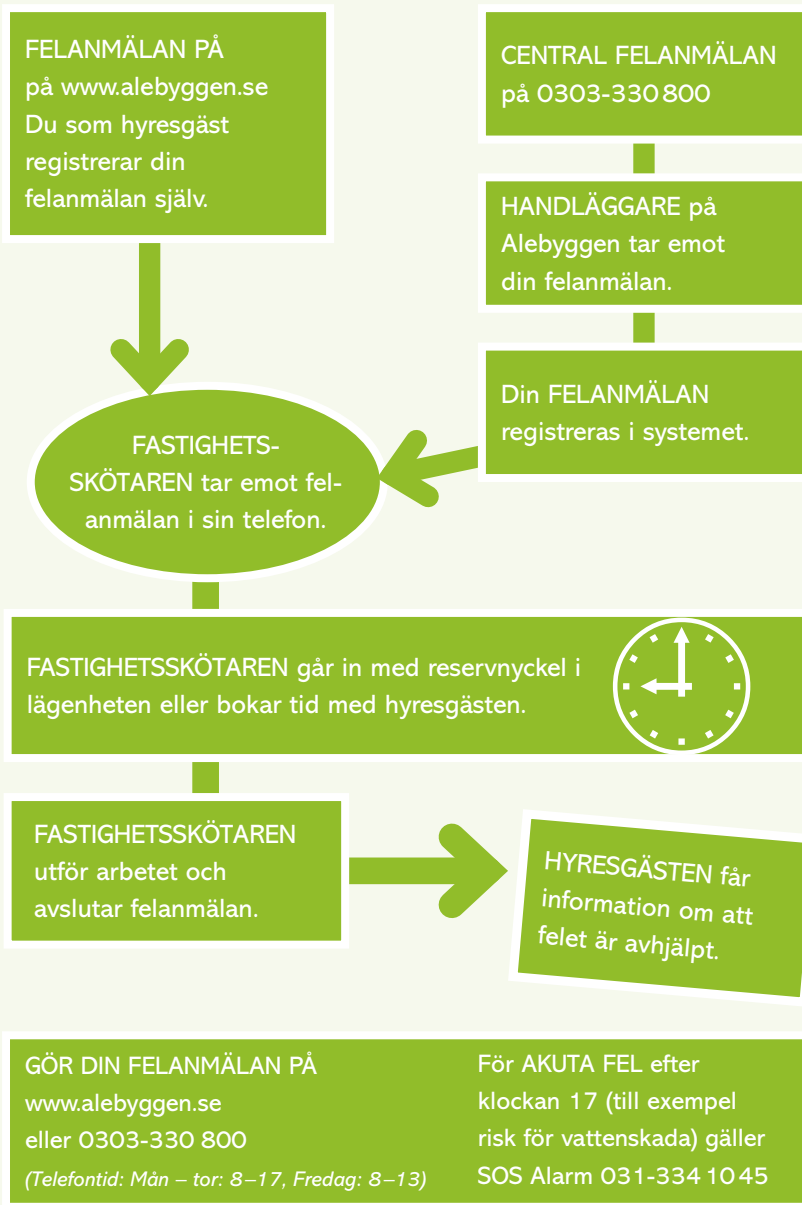 FELANMÄLAN PÅ
på www.alebyggen.se
Du som hyresgäst
registrerar din
felanmälan själv.
CENTRAL FELANMÄLAN
på 0303-330 800
HANDLÄGGARE på
Alebyggen tar emot
din felanmälan.
Din FELANMÄLAN
registreras i systemet.
FASTIGHETS-
SKÖTAREN tar emot fel-
anmälan i sin telefon.
FASTIGHETSSKÖTAREN går in med reservnyckel i
lägenheten eller bokar tid med hyresgästen.
FASTIGHETSSKÖTAREN
utför arbetet och
avslutar felanmälan.
HYRESGÄSTEN får
information om att
felet är avhjälpt.
GÖR DIN FELANMÄLAN PÅ
www.alebyggen.se
eller 0303-330 800
(Telefontid: Mån – tor: 8–17, Fredag: 8–13)
För AKUTA FEL efter
klockan 17 (till exempel
risk för vattenskada) gäller
SOS Alarm 031-334 10 45